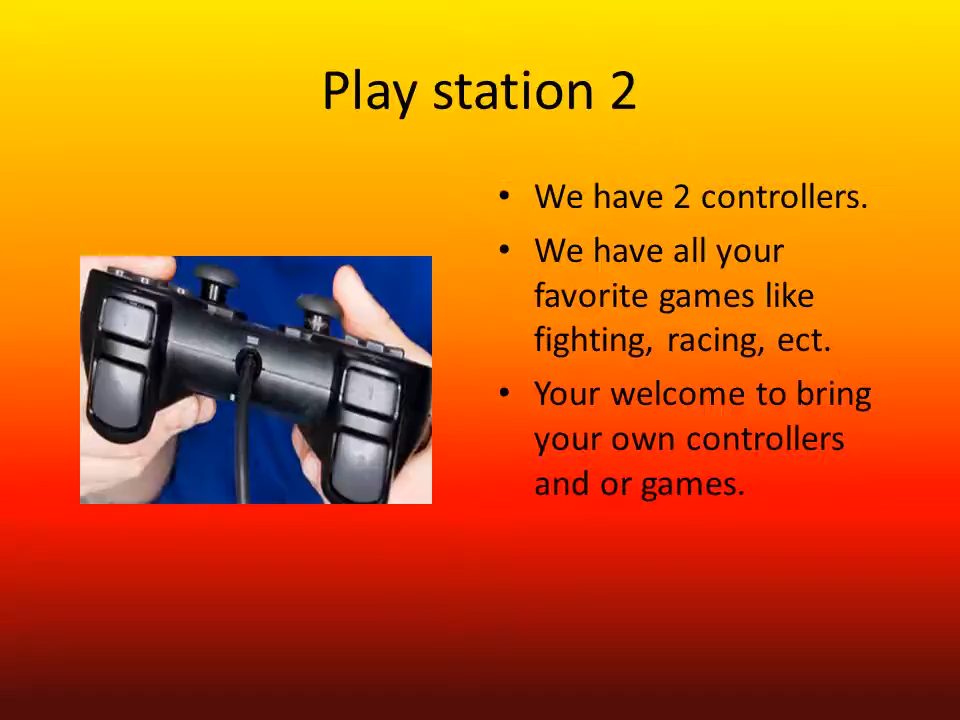 Play station 2
• We have 2 controllers.
• We have all your
favorite games like
fighting, racing, ect.
• Your welcome to bring
your own controllers
and or games.